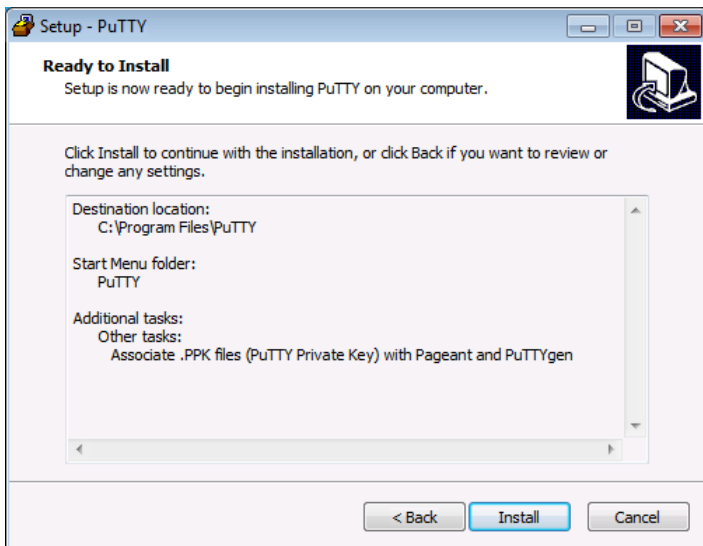 Setup - PuTTY
Ready to Install
Setup is now ready to begin installing PuTTY on your computer.
Click Install to continue with the installation, or click Back if you want to review or
change any settings.
Destination location:
C:\Program Files\PuTTY
Start Menu folder:
PuTTY
Additional tasks:
Other tasks:
Associate .PPK files (PuTTY Private Key) with Pageant and PuTTYgen
< Back Install Cancel